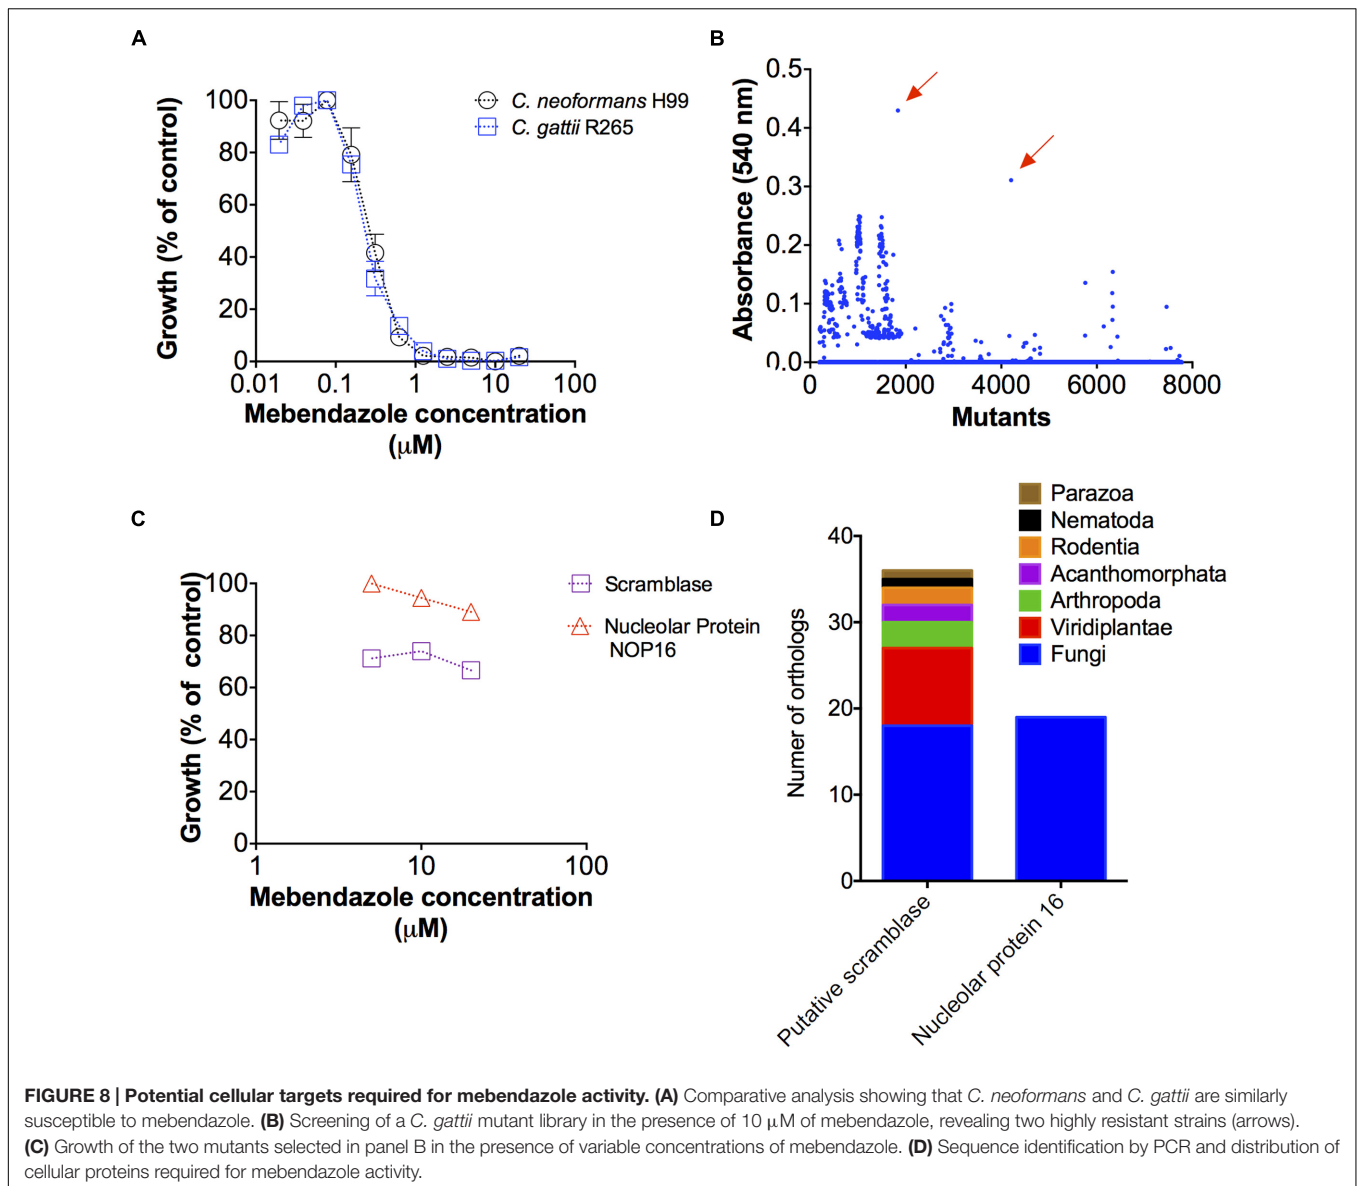 A
100
80
60
40
20
0
0.01 0.1 1 10 100
Growth (% of control)
Mebendazole concentration
(μM)
C. neoformans H99
C. gattii R265
B
0.5
0.4
0.3
0.2
0.1
0.0
0 2000 4000 6000 8000
Absorbance (540 nm)
Mutants
C
100
80
60
40
20
0
1 10 100
Growth (% of control)
Mebendazole concentration
(μM)
Scramblase
Nucleolar Protein
NOP16
D
40
30
20
10
0
Numer of orthologs
Putative scramblase
Nucleolar protein 16
Parazoa
Nematoda
Rodentia
Acanthomorphata
Arthropoda
Viridiplantae
Fungi
FIGURE 8 | Potential cellular targets required for mebendazole activity. (A) Comparative analysis showing that C. neoformans and C. gattii are similarly
susceptible to mebendazole. (B) Screening of a C. gattii mutant library in the presence of 10 μM of mebendazole, revealing two highly resistant strains (arrows).
(C) Growth of the two mutants selected in panel B in the presence of variable concentrations of mebendazole. (D) Sequence identification by PCR and distribution of
cellular proteins required for mebendazole activity.